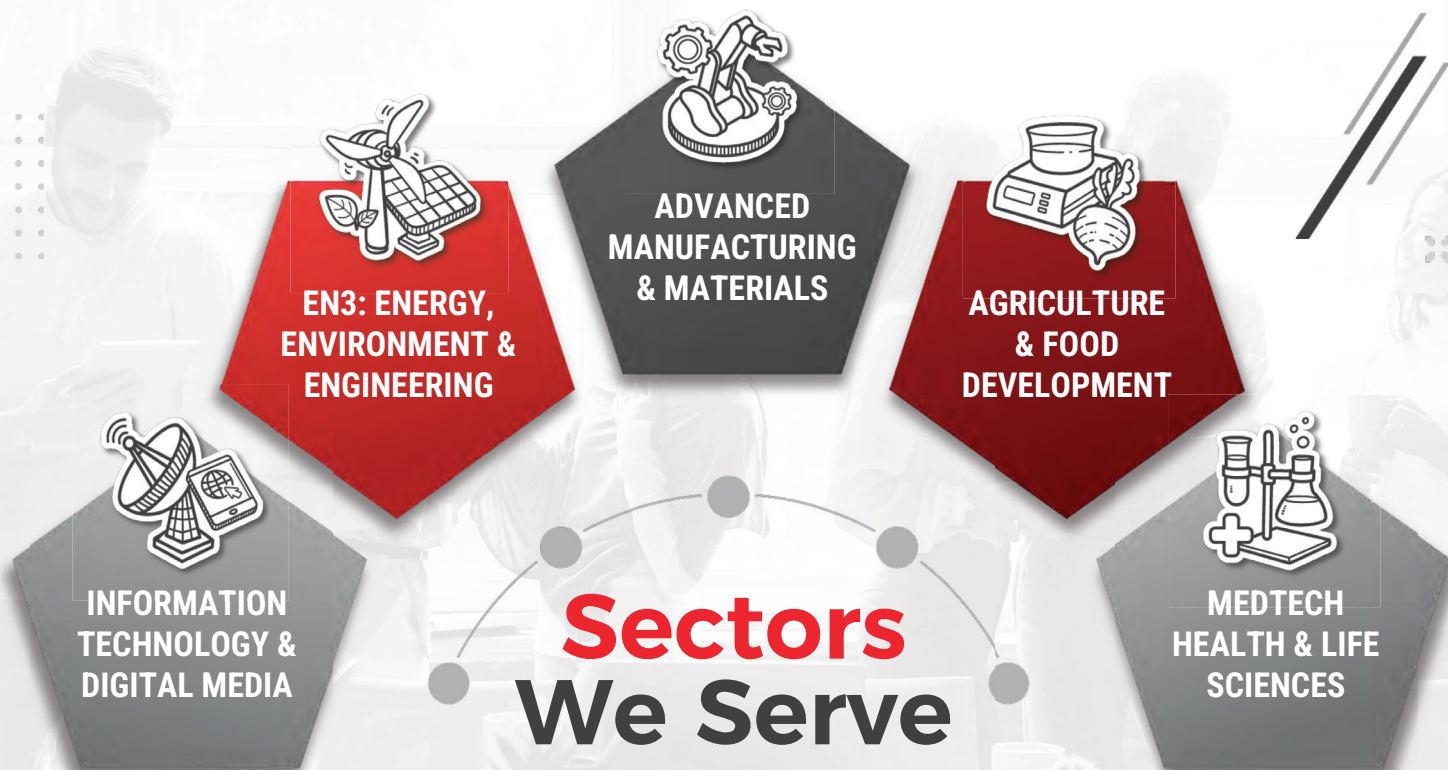 ADVANCED
MANUFACTURING
& MATERIALS
EN3: ENERGY,
ENVIRONMENT &
ENGINEERING
AGRICULTURE
& FOOD
DEVELOPMENT
INFORMATION
TECHNOLOGY &
DIGITAL MEDIA
MEDTECH
HEALTH & LIFE
SCIENCES
Sectors
We Serve